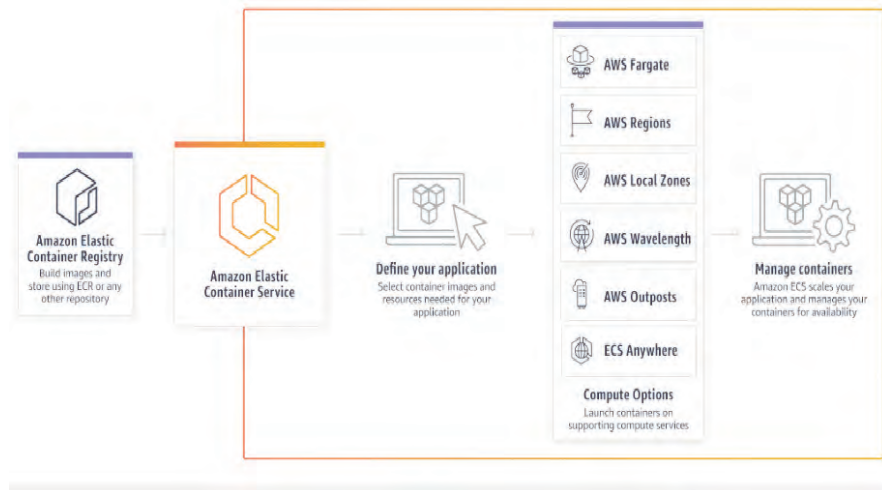 Amazon Elastic
Container Registry
Build images and
store using ECR or any
other repository
Amazon Elastic
Container Service
Define your application
Select container images and
resources needed for your
application
AWS Fargate
AWS Regions
AWS Local Zones
AWS Wavelength
AWS Outposts
ECS Anywhere
Compute Options
Launch containers on
supporting compute services
Manage containers
Amazon ECS scales your
application and manages your
containers for availability